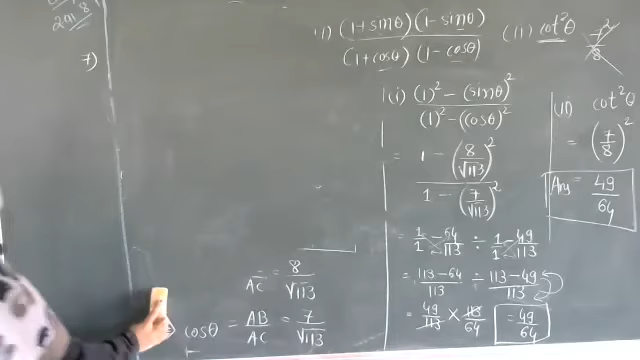 7)
i) (1+sinθ)(1-sinθ) / (1+cosθ)(1-cosθ) (ii) cot²θ
7² / 8
(i) (1)² - (sinθ)² / (1)² - (cosθ)²
= 1 - (8/√113)² / 1 - (7/√113)²
= 1/1 - 64/113 ÷ 1/1 - 49/113
= 113-64/113 ÷ 113-49/113
= 49/113 × 113/64 = 49/64
(ii) cot²θ
= (7/8)²
Ans = 49/64
AC = 8/√113
cosθ = AB/AC = 7/√113